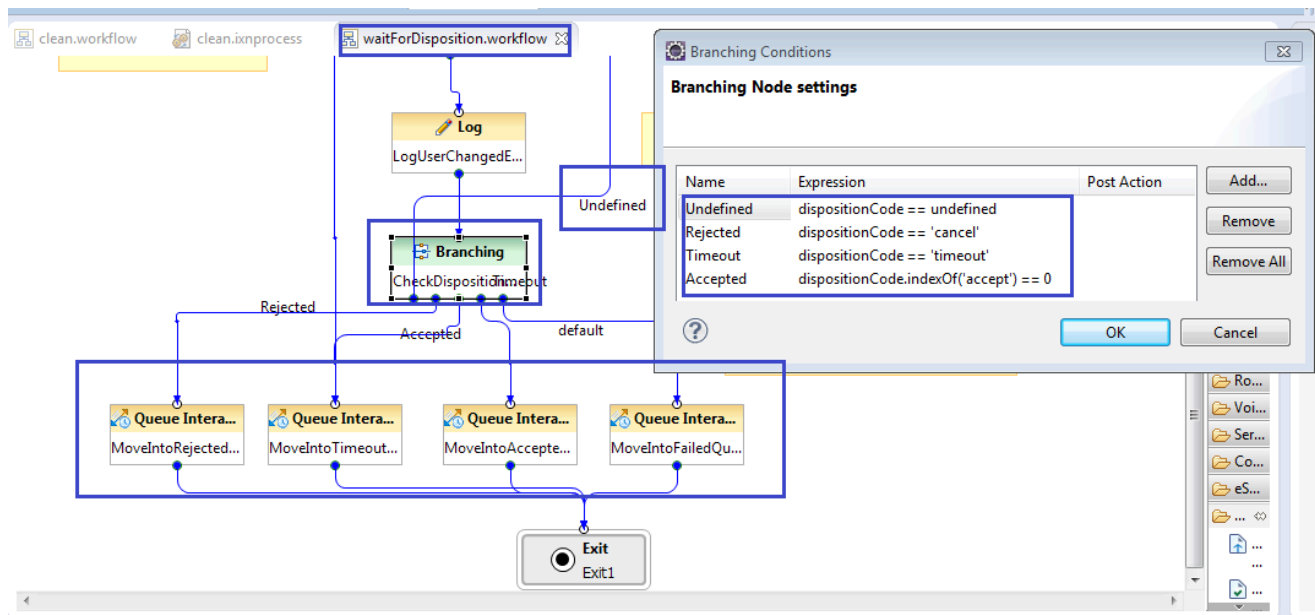 clean.workflow
clean.ixnprocess
waitForDisposition.workflow
Log
LogUserChangedE...
Undefined
Branching
CheckDisposition...
Timeout
Rejected
Accepted
default
Queue Intera...
MoveIntoRejected...
Queue Intera...
MoveIntoTimeout...
Queue Intera...
MoveIntoAccepte...
Queue Intera...
MoveIntoFailedQu...
Exit
Exit1
Branching Conditions
Branching Node settings
Name Expression Post Action
Undefined dispositionCode == undefined
Rejected dispositionCode == 'cancel'
Timeout dispositionCode == 'timeout'
Accepted dispositionCode.indexOf('accept') == 0
Add...
Remove
Remove All
?
OK
Cancel
Ro...
Voi...
Ser...
Co...
eS...
...
...
...
...